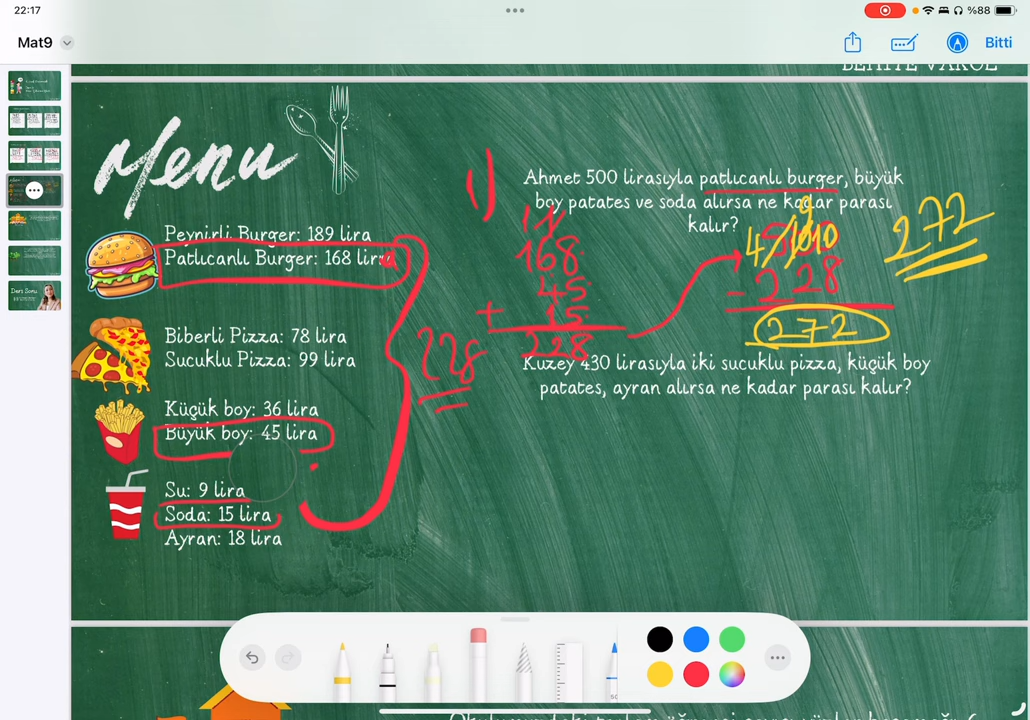 22:17
%88
Mat9
Bitti
BEHİYE VAROL
Menu
Peynirli Burger: 189 lira
Patlıcanlı Burger: 168 lira
Biberli Pizza: 78 lira
Sucuklu Pizza: 99 lira
Küçük boy: 36 lira
Büyük boy: 45 lira
Su: 9 lira
Soda: 15 lira
Ayran: 18 lira
228
1)
Ahmet 500 lirasıyla patlıcanlı burger, büyük
boy patates ve soda alırsa ne kadar parası
kalır?
168
45
+ 15
228
- 228
272
272
Kuzey 430 lirasıyla iki sucuklu pizza, küçük boy
patates, ayran alırsa ne kadar parası kalır?